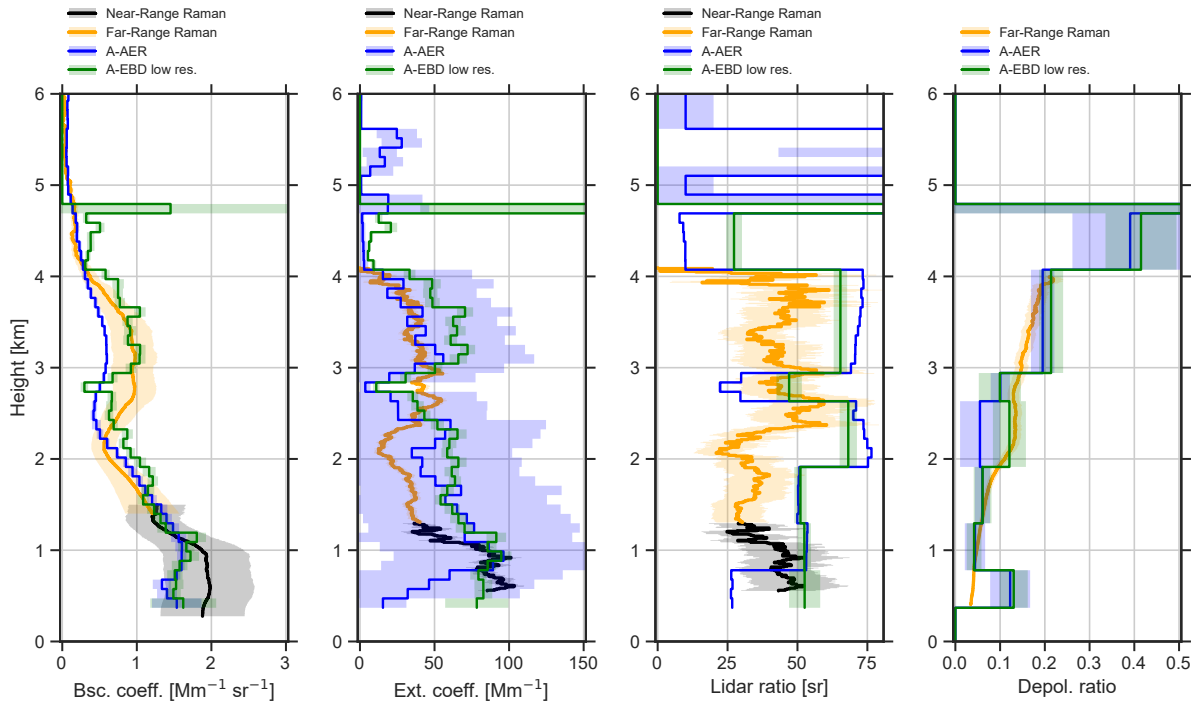 Near-Range Raman
Far-Range Raman
A-AER
A-EBD low res.
Near-Range Raman
Far-Range Raman
A-AER
A-EBD low res.
Near-Range Raman
Far-Range Raman
A-AER
A-EBD low res.
Far-Range Raman
A-AER
A-EBD low res.
Height [km]
6
5
4
3
2
1
0
0 1 2 3
Bsc. coeff. [Mm⁻¹ sr⁻¹]
6
5
4
3
2
1
0
0 50 100 150
Ext. coeff. [Mm⁻¹]
6
5
4
3
2
1
0
0 25 50 75
Lidar ratio [sr]
6
5
4
3
2
1
0
0.0 0.1 0.2 0.3 0.4 0.5
Depol. ratio